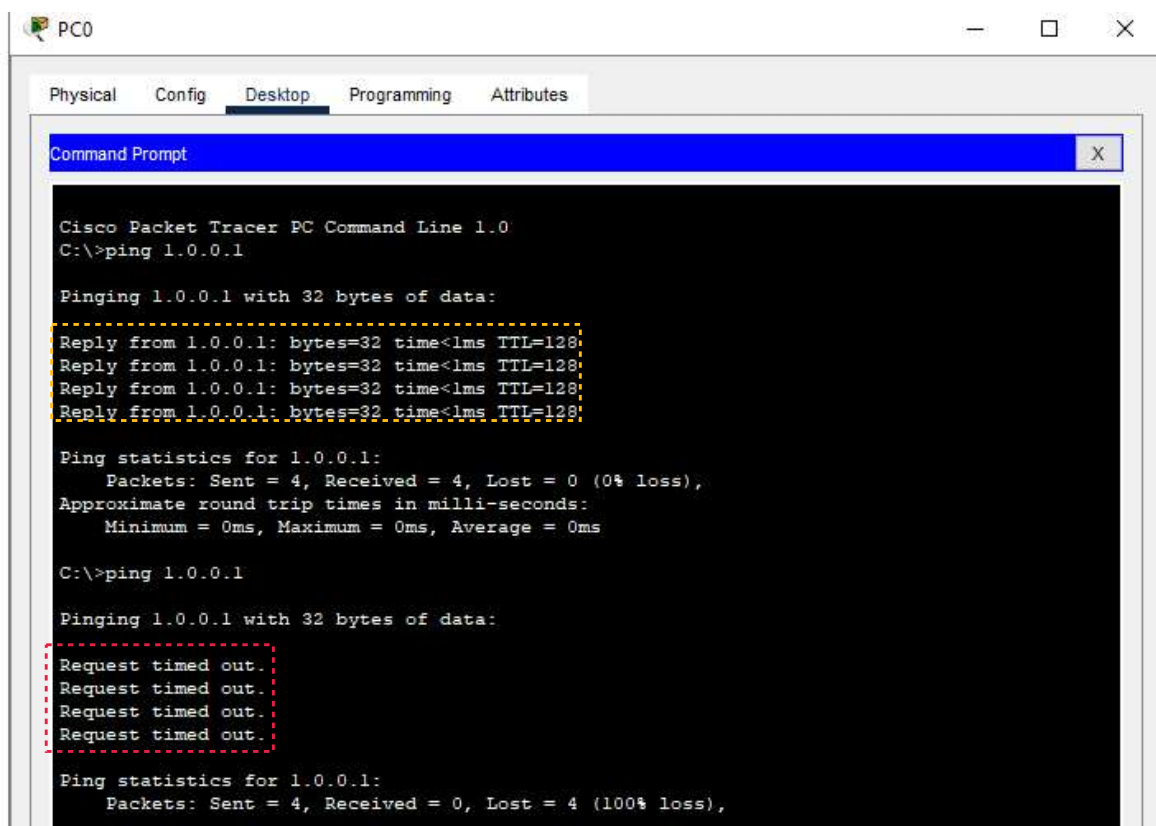 PC0
Physical Config Desktop Programming Attributes
Command Prompt X
Cisco Packet Tracer PC Command Line 1.0
C:\>ping 1.0.0.1
Pinging 1.0.0.1 with 32 bytes of data:
Reply from 1.0.0.1: bytes=32 time<1ms TTL=128
Reply from 1.0.0.1: bytes=32 time<1ms TTL=128
Reply from 1.0.0.1: bytes=32 time<1ms TTL=128
Reply from 1.0.0.1: bytes=32 time<1ms TTL=128
Ping statistics for 1.0.0.1:
Packets: Sent = 4, Received = 4, Lost = 0 (0% loss),
Approximate round trip times in milli-seconds:
Minimum = 0ms, Maximum = 0ms, Average = 0ms
C:\>ping 1.0.0.1
Pinging 1.0.0.1 with 32 bytes of data:
Request timed out.
Request timed out.
Request timed out.
Request timed out.
Ping statistics for 1.0.0.1:
Packets: Sent = 4, Received = 0, Lost = 4 (100% loss),